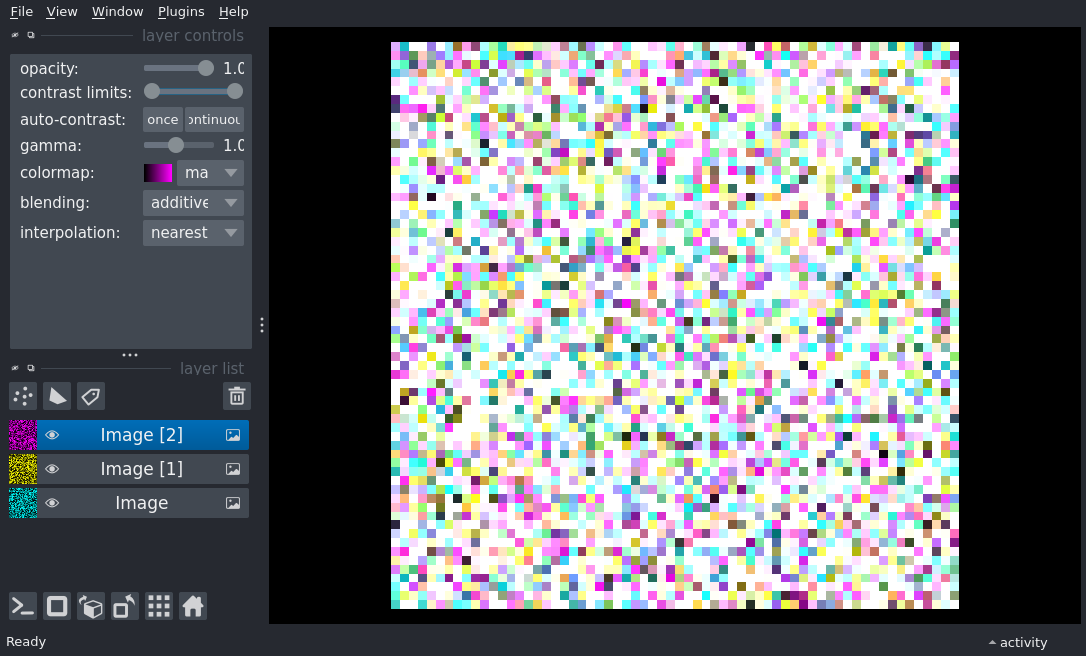 File View Window Plugins Help
layer controls
opacity: 1.0
contrast limits:
auto-contrast: once ontinuou
gamma: 1.0
colormap: ma
blending: additive
interpolation: nearest
layer list
Image [2]
Image [1]
Image
Ready
activity